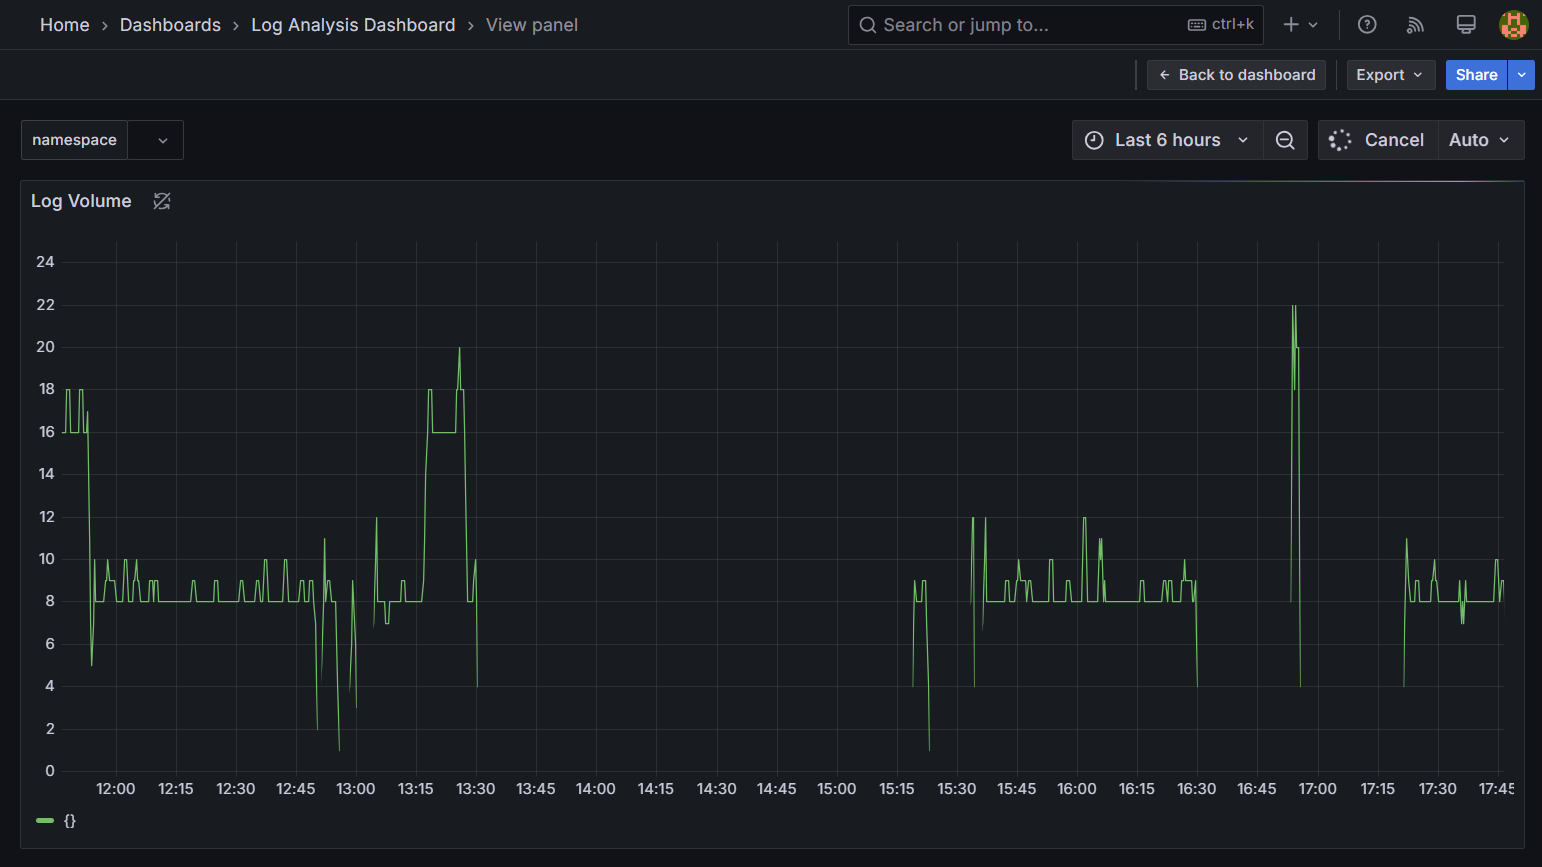 Home › Dashboards › Log Analysis Dashboard › View panel
Search or jump to... ctrl+k
← Back to dashboard
Export
Share
namespace
Last 6 hours
Cancel
Auto
Log Volume
24
22
20
18
16
14
12
10
8
6
4
2
0
12:00 12:15 12:30 12:45 13:00 13:15 13:30 13:45 14:00 14:15 14:30 14:45 15:00 15:15 15:30 15:45 16:00 16:15 16:30 16:45 17:00 17:15 17:30 17:45
{}